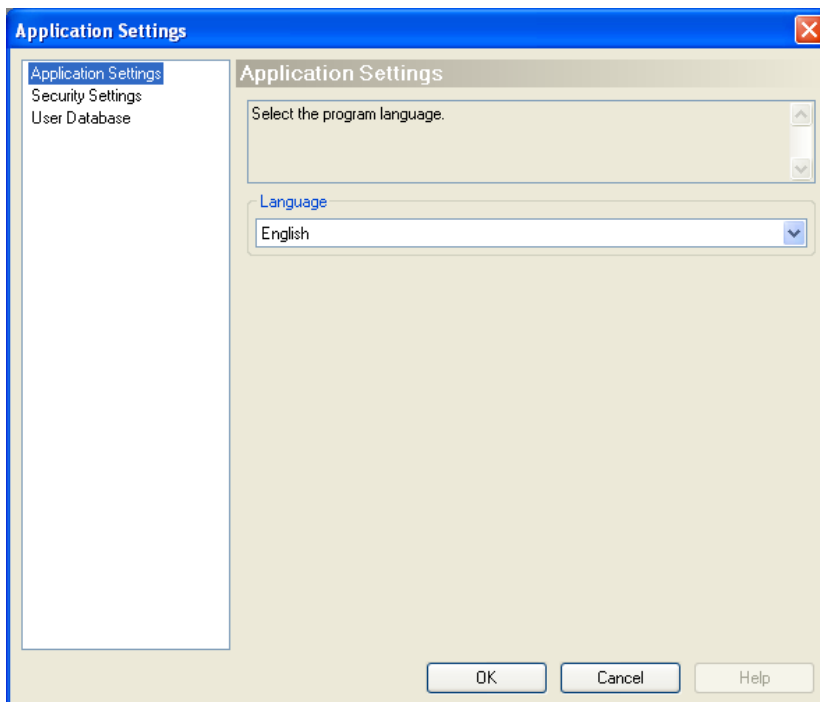 Application Settings
Application Settings
Security Settings
User Database
Application Settings
Select the program language.
Language
English
OK
Cancel
Help